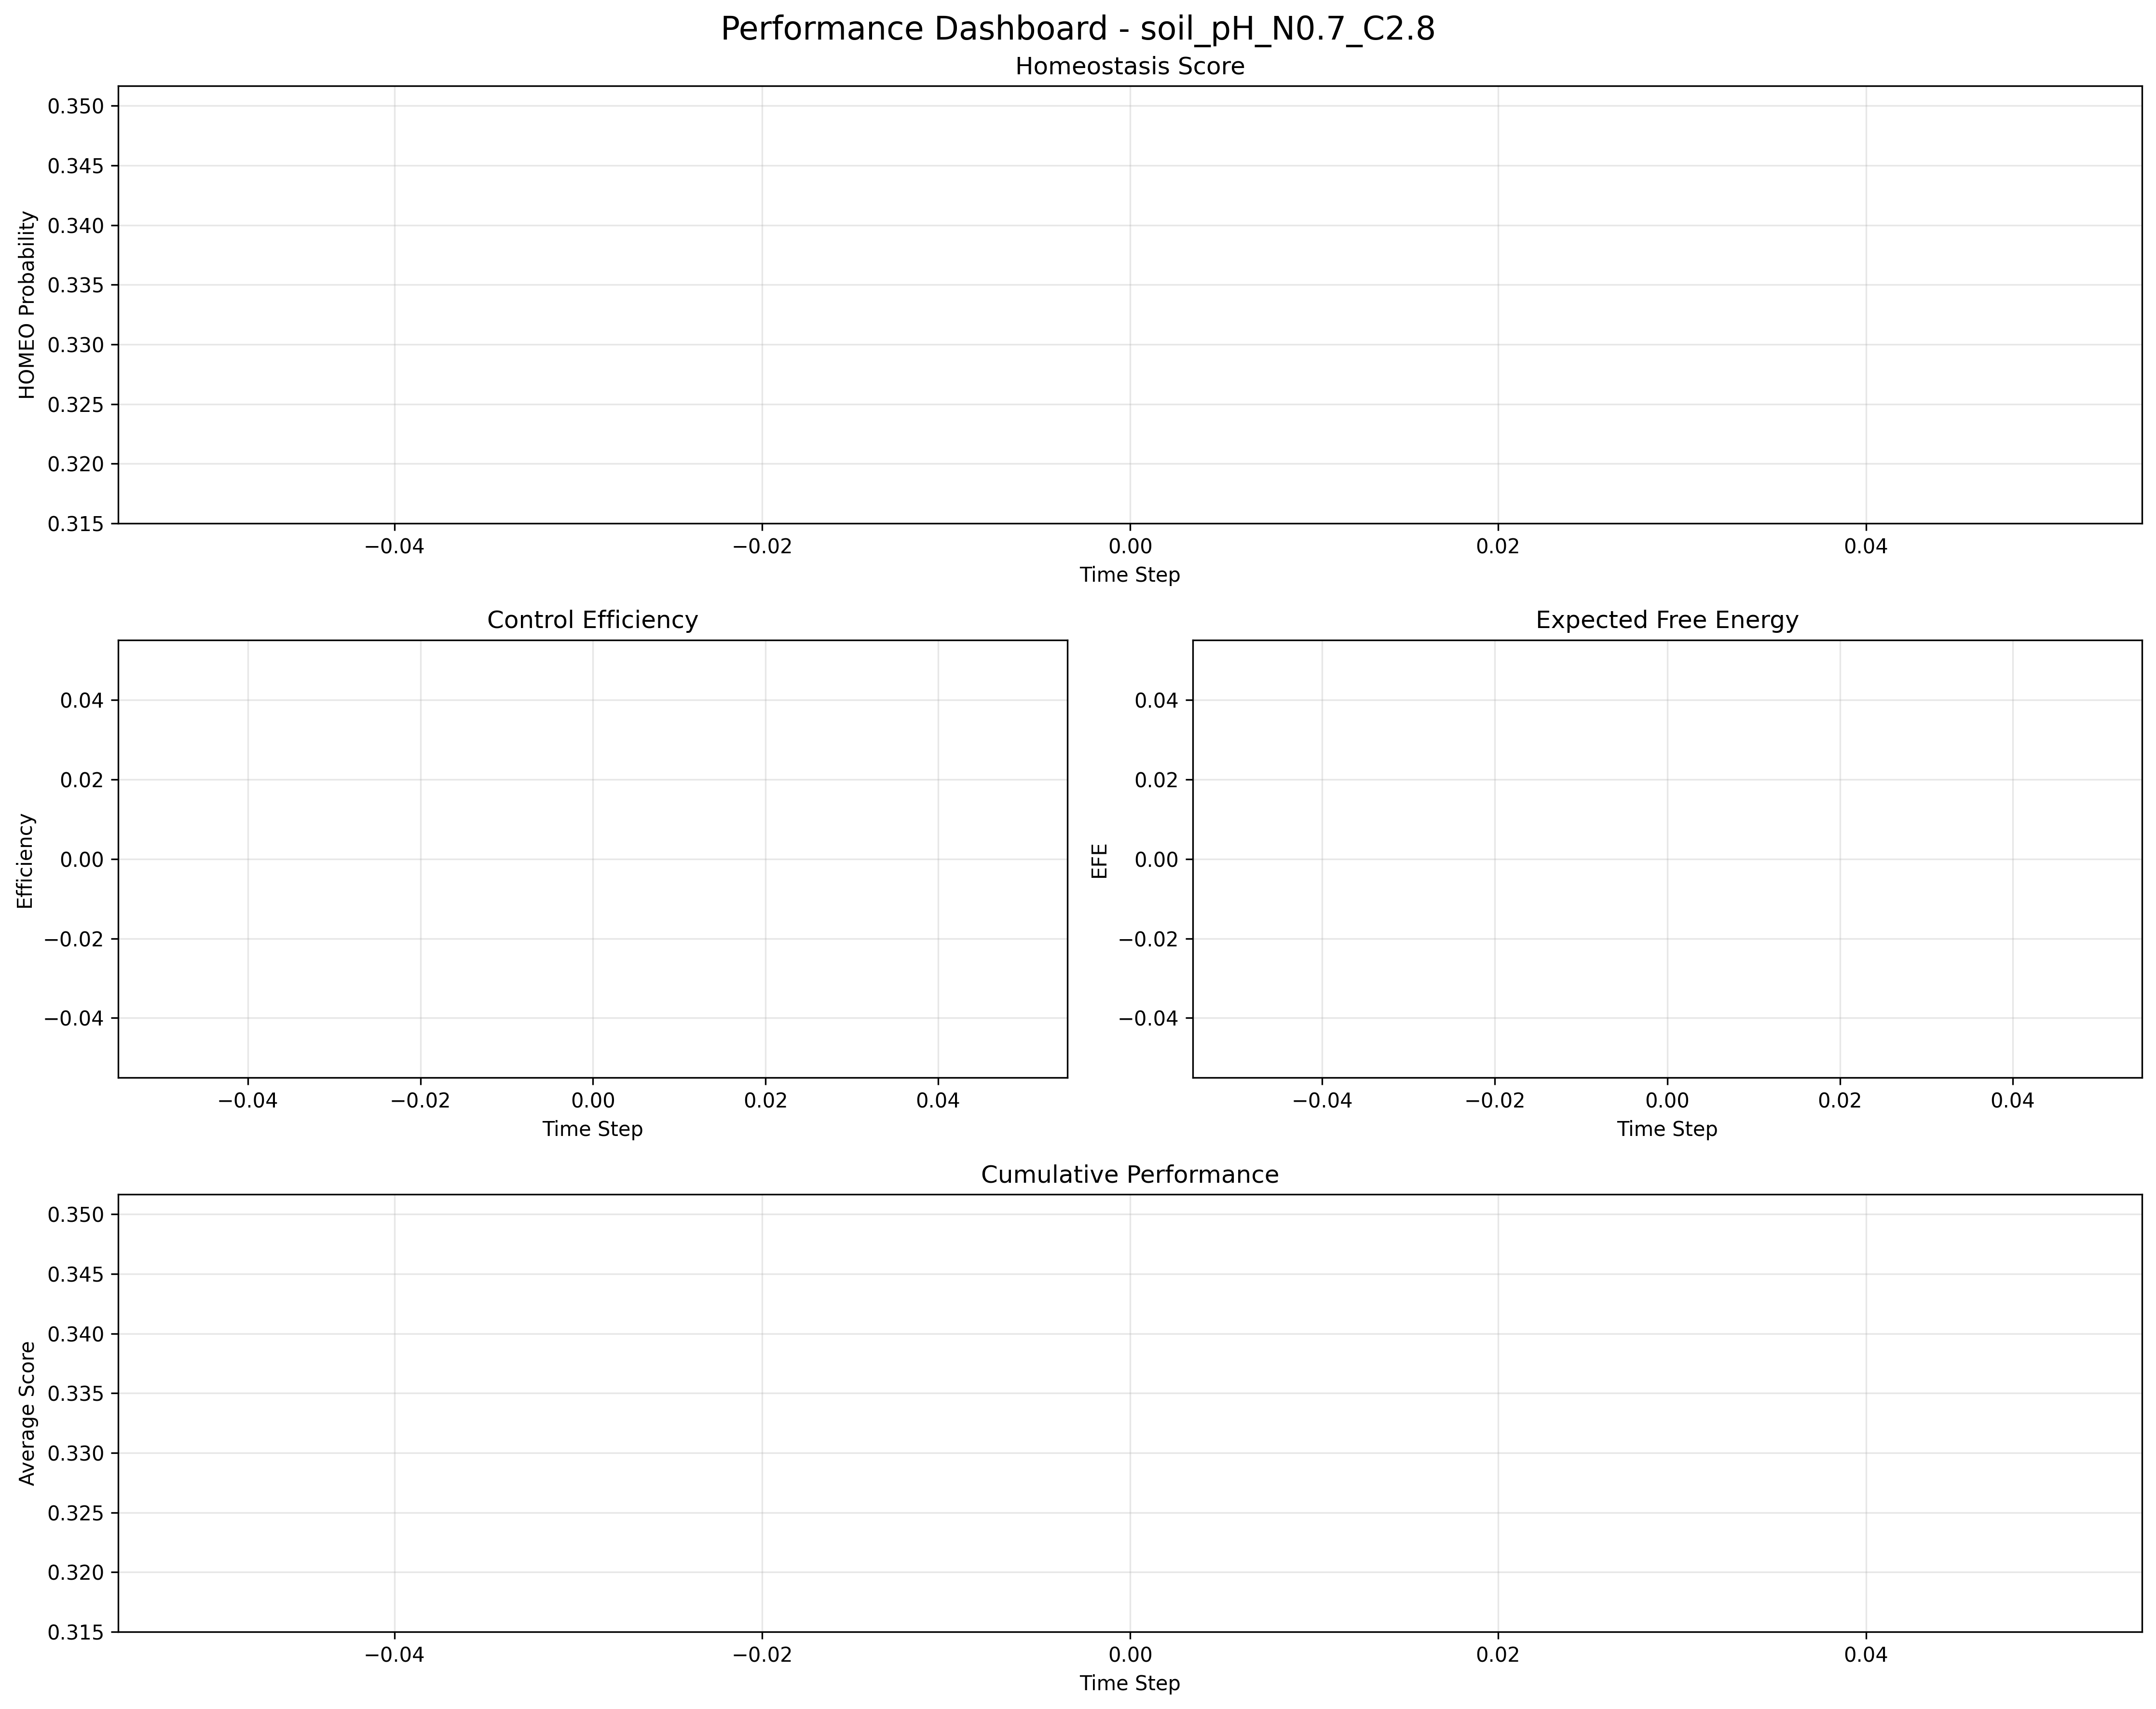 Performance Dashboard - soil_pH_N0.7_C2.8
Homeostasis Score
HOMEO Probability
0.350
0.345
0.340
0.335
0.330
0.325
0.320
0.315
−0.04 −0.02 0.00 0.02 0.04
Time Step
Control Efficiency
Efficiency
0.04
0.02
0.00
−0.02
−0.04
−0.04 −0.02 0.00 0.02 0.04
Time Step
Expected Free Energy
EFE
0.04
0.02
0.00
−0.02
−0.04
−0.04 −0.02 0.00 0.02 0.04
Time Step
Cumulative Performance
Average Score
0.350
0.345
0.340
0.335
0.330
0.325
0.320
0.315
−0.04 −0.02 0.00 0.02 0.04
Time Step